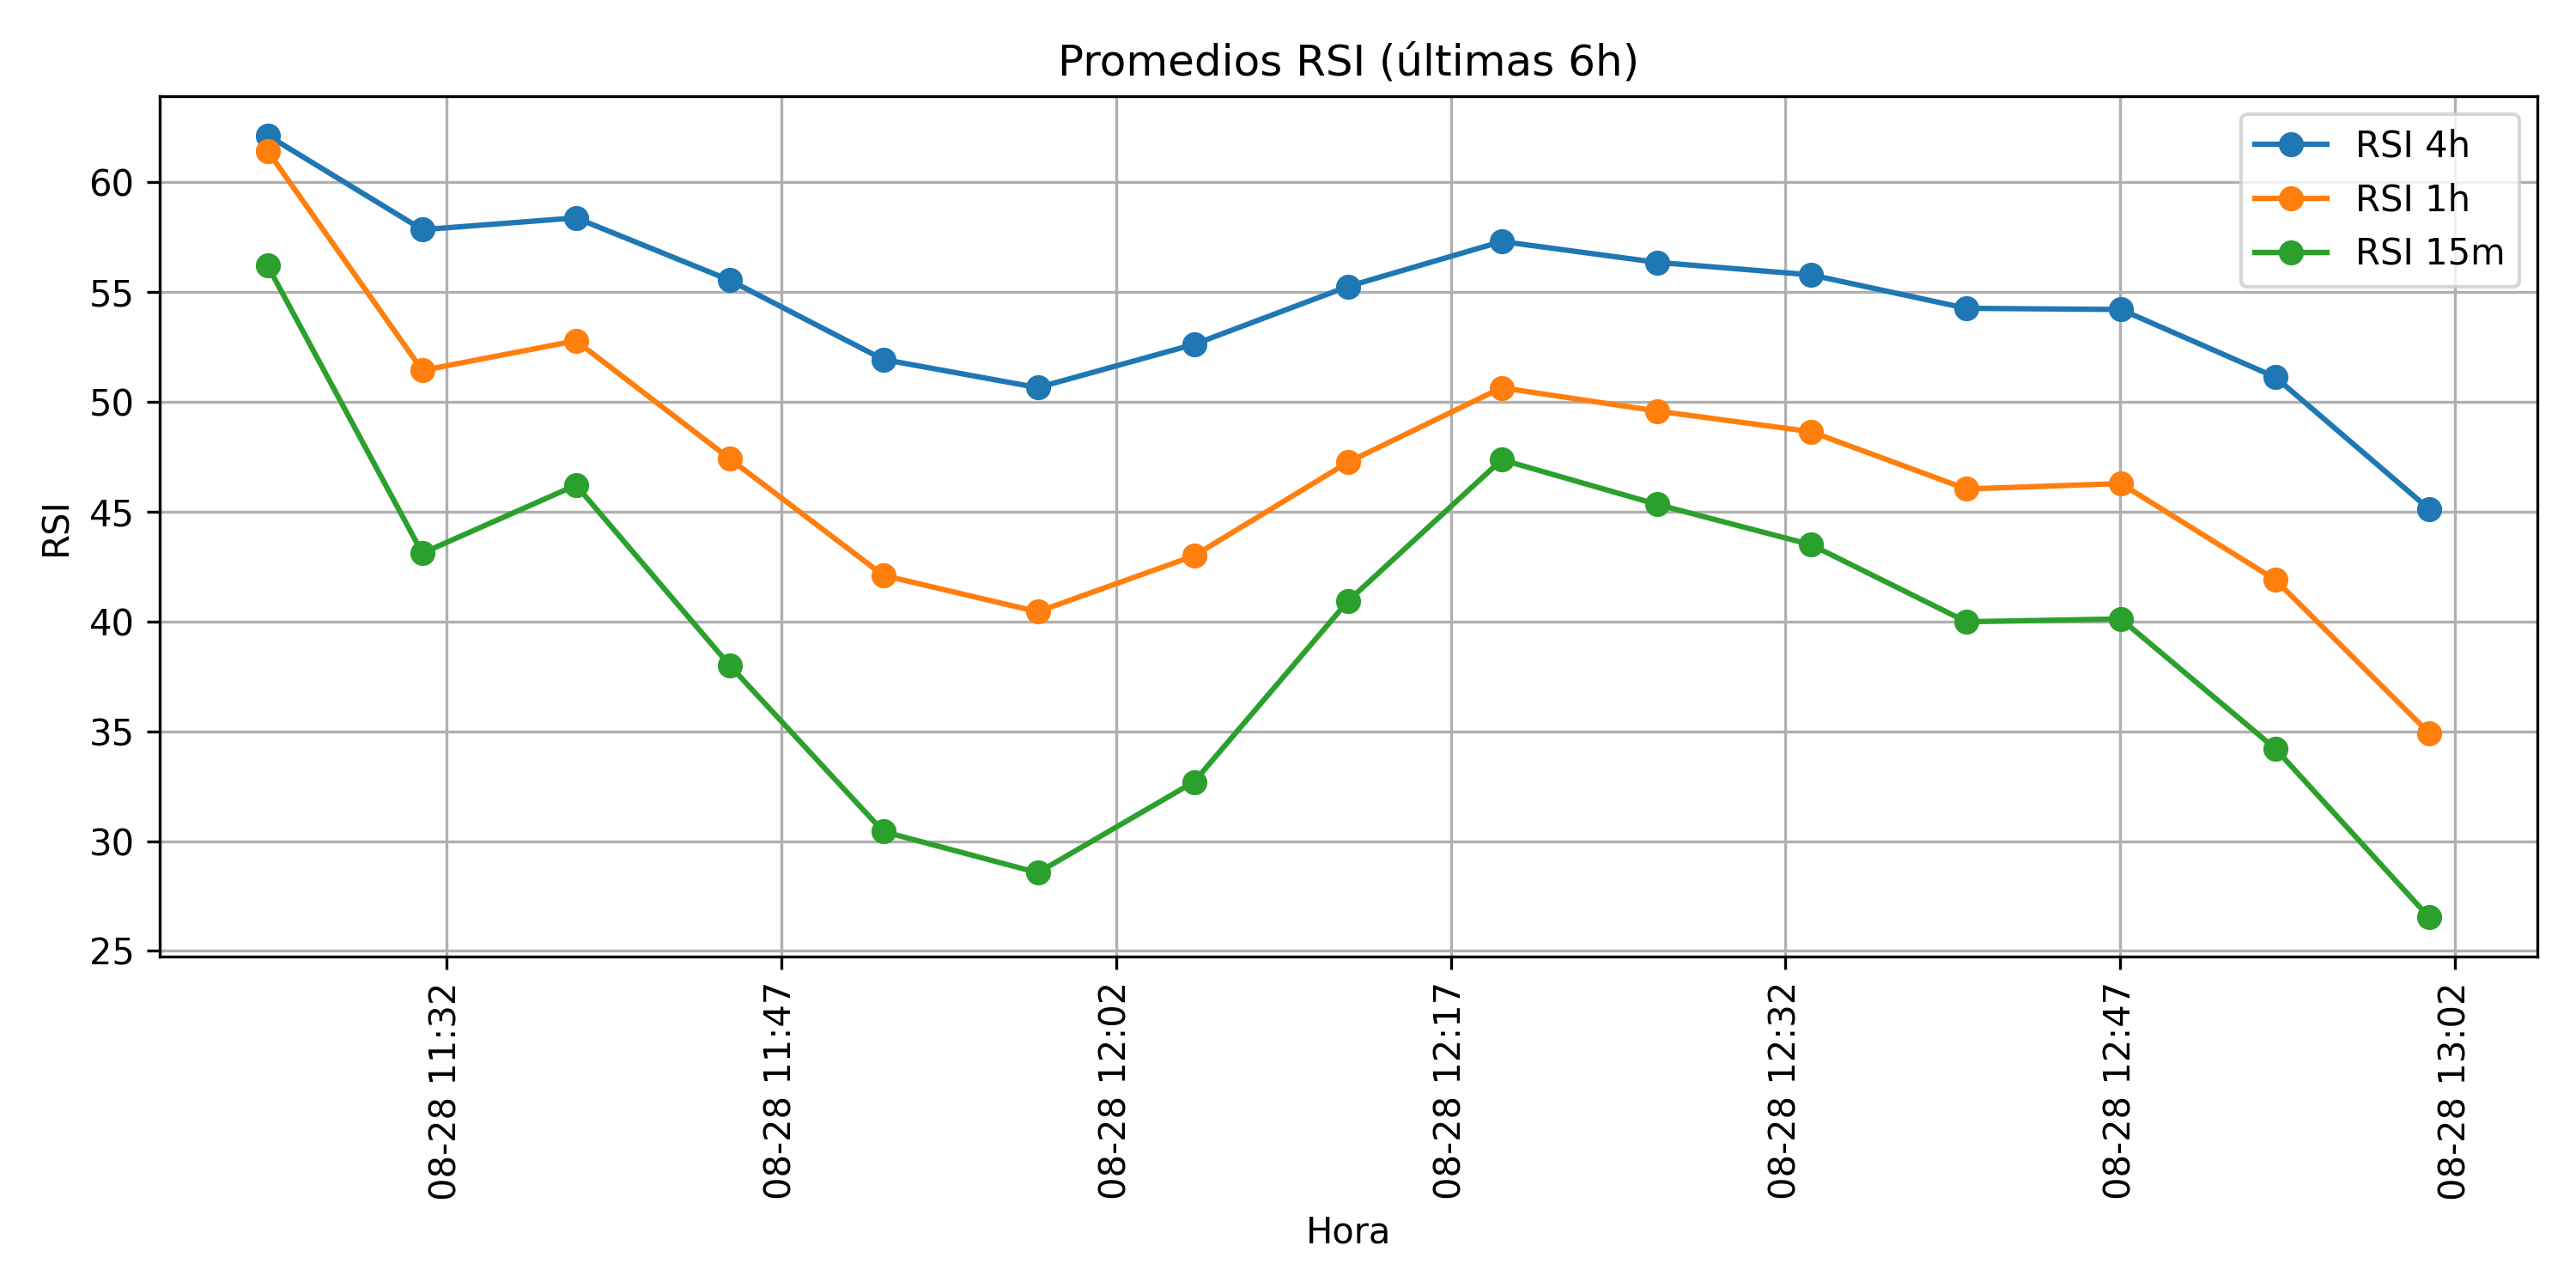 Promedios RSI (últimas 6h)
RSI 4h
RSI 1h
RSI 15m
RSI
60
55
50
45
40
35
30
25
08-28 11:32
08-28 11:47
08-28 12:02
08-28 12:17
08-28 12:32
08-28 12:47
08-28 13:02
Hora